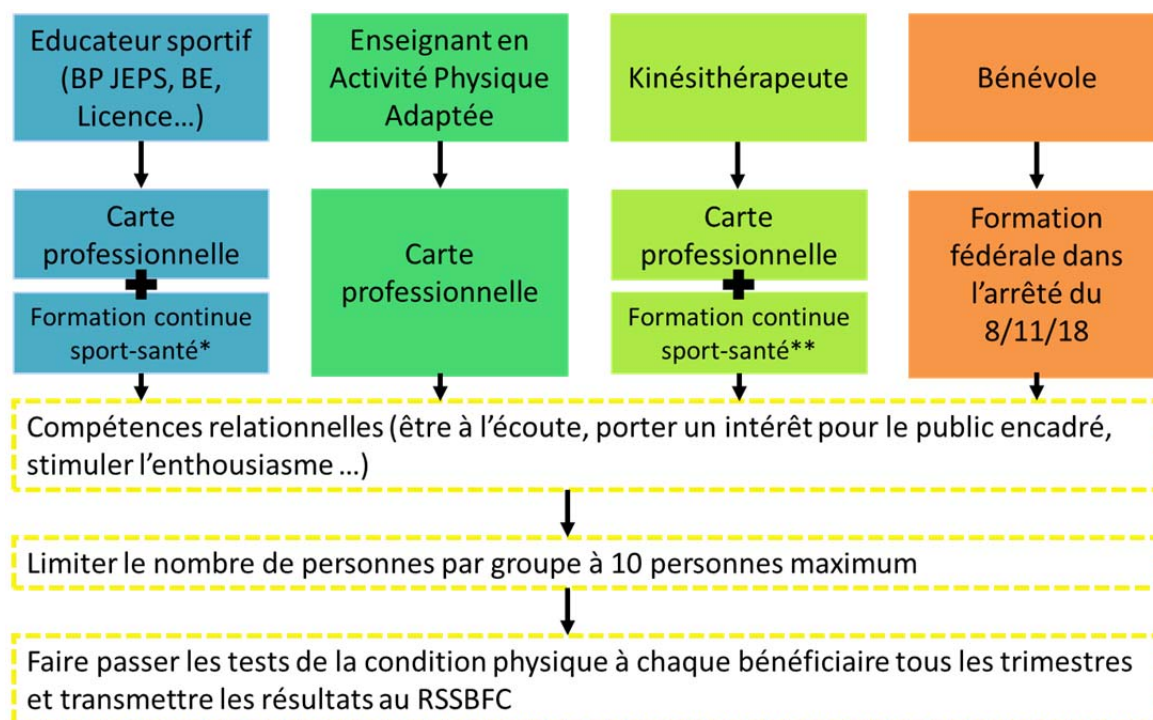 Educateur sportif
(BP JEPS, BE,
Licence…)
Enseignant en
Activité Physique
Adaptée
Kinésithérapeute
Bénévole
Carte
professionnelle
Formation continue
sport-santé*
Carte
professionnelle
Carte
professionnelle
Formation continue
sport-santé**
Formation
fédérale dans
l’arrêté du
8/11/18
Compétences relationnelles (être à l’écoute, porter un intérêt pour le public encadré,
stimuler l’enthousiasme …)
Limiter le nombre de personnes par groupe à 10 personnes maximum
Faire passer les tests de la condition physique à chaque bénéficiaire tous les trimestres
et transmettre les résultats au RSSBFC